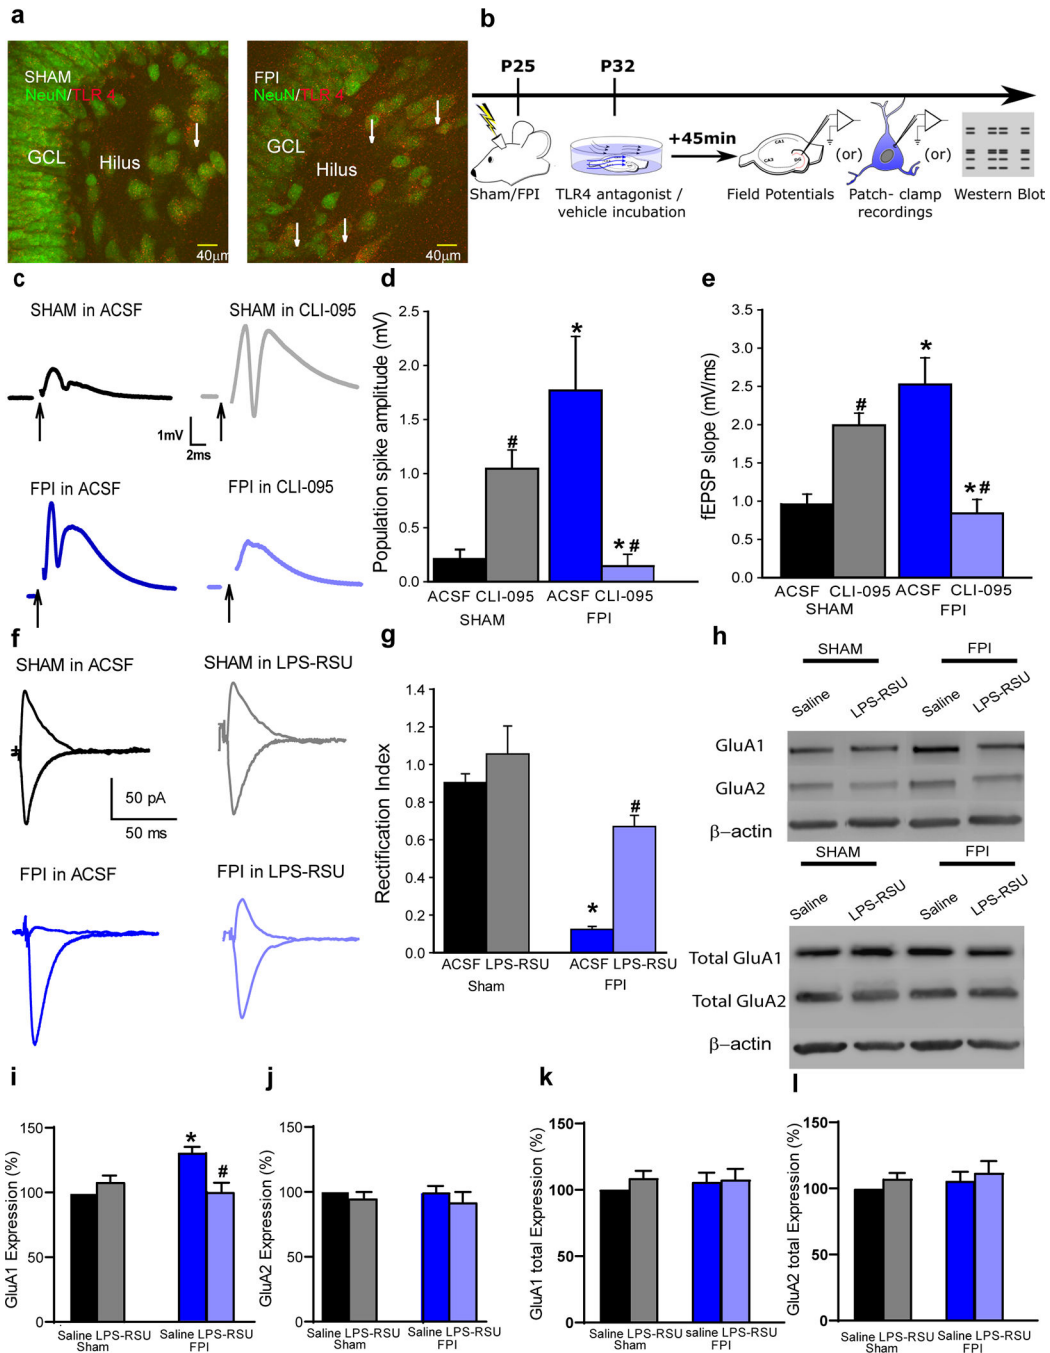 a
SHAM
NeuN/TLR 4
GCL
Hilus
40µm
FPI
NeuN/TLR 4
GCL
Hilus
40µm
b
P25
P32
+45min
CA1
CA3
DG
(or)
(or)
Sham/FPI
TLR4 antagonist /
vehicle incubation
Field Potentials
Patch- clamp
recordings
Western Blot
c
SHAM in ACSF
SHAM in CLI-095
1mV
2ms
FPI in ACSF
FPI in CLI-095
d
Population spike amplitude (mV)
2.5
2.0
1.5
1.0
0.5
0.0
#
*
*#
ACSF CLI-095 ACSF CLI-095
SHAM FPI
e
fEPSP slope (mV/ms)
3.5
3.0
2.5
2.0
1.5
1.0
0.5
0.0
#
*
*#
ACSF CLI-095 ACSF CLI-095
SHAM FPI
f
SHAM in ACSF
SHAM in LPS-RSU
50 pA
50 ms
FPI in ACSF
FPI in LPS-RSU
g
Rectification Index
1.4
1.2
1.0
0.8
0.6
0.4
0.2
0.0
*
#
ACSF LPS-RSU ACSF LPS-RSU
Sham FPI
h
SHAM FPI
Saline LPS-RSU Saline LPS-RSU
GluA1
GluA2
β-actin
SHAM FPI
Saline LPS-RSU Saline LPS-RSU
Total GluA1
Total GluA2
β-actin
i
GluA1 Expression (%)
150
100
50
0
*
#
Saline LPS-RSU Saline LPS-RSU
Sham FPI
j
GluA2 Expression (%)
150
100
50
0
Saline LPS-RSU Saline LPS-RSU
Sham FPI
k
GluA1 total Expression (%)
150
100
50
0
Saline LPS-RSU saline LPS-RSU
Sham FPI
l
GluA2 total Expression (%)
150
100
50
0
Saline LPS-RSU Saline LPS-RSU
Sham FPI